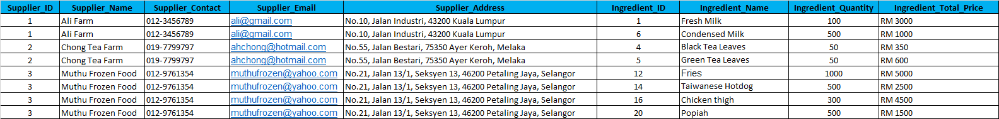 Supplier_ID Supplier_Name Supplier_Contact Supplier_Email Supplier_Address Ingredient_ID Ingredient_Name Ingredient_Quantity Ingredient_Total_Price
1 Ali Farm 012-3456789 ali@gmail.com No.10, Jalan Industri, 43200 Kuala Lumpur 1 Fresh Milk 100 RM 3000
1 Ali Farm 012-3456789 ali@gmail.com No.10, Jalan Industri, 43200 Kuala Lumpur 6 Condensed Milk 500 RM 1000
2 Chong Tea Farm 019-7799797 ahchong@hotmail.com No.55, Jalan Bestari, 75350 Ayer Keroh, Melaka 4 Black Tea Leaves 50 RM 350
2 Chong Tea Farm 019-7799797 ahchong@hotmail.com No.55, Jalan Bestari, 75350 Ayer Keroh, Melaka 5 Green Tea Leaves 50 RM 600
3 Muthu Frozen Food 012-9761354 muthufrozen@yahoo.com No.21, Jalan 13/1, Seksyen 13, 46200 Petaling Jaya, Selangor 12 Fries 1000 RM 5000
3 Muthu Frozen Food 012-9761354 muthufrozen@yahoo.com No.21, Jalan 13/1, Seksyen 13, 46200 Petaling Jaya, Selangor 14 Taiwanese Hotdog 500 RM 2500
3 Muthu Frozen Food 012-9761354 muthufrozen@yahoo.com No.21, Jalan 13/1, Seksyen 13, 46200 Petaling Jaya, Selangor 16 Chicken thigh 300 RM 4500
3 Muthu Frozen Food 012-9761354 muthufrozen@yahoo.com No.21, Jalan 13/1, Seksyen 13, 46200 Petaling Jaya, Selangor 20 Popiah 500 RM 1500